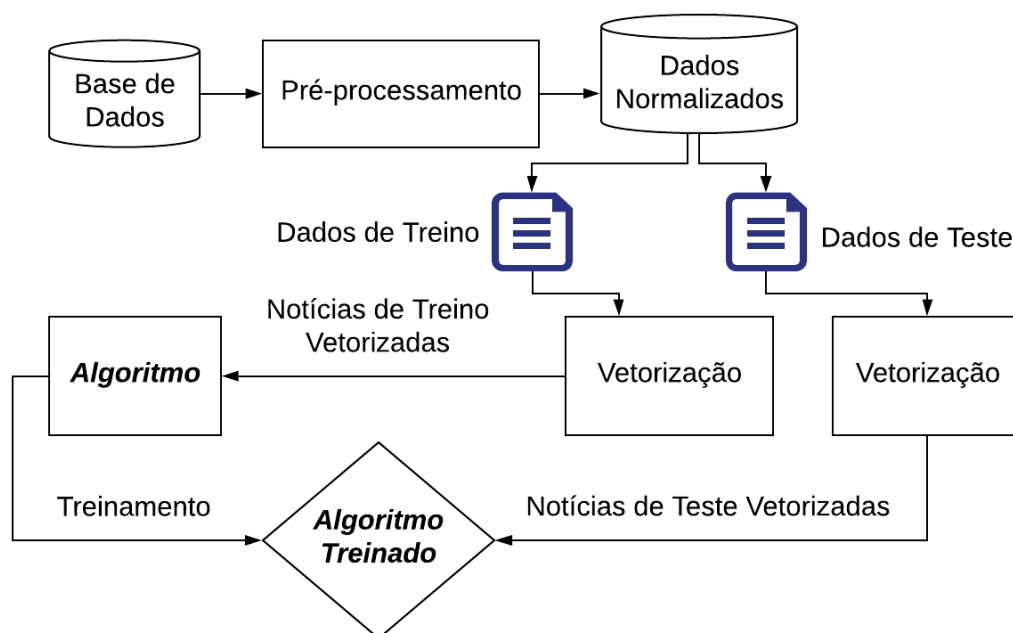 Base de
Dados
Pré-processamento
Dados
Normalizados
Dados de Treino
Dados de Teste
Notícias de Treino
Vetorizadas
Algoritmo
Vetorização
Vetorização
Treinamento
Algoritmo
Treinado
Notícias de Teste Vetorizadas